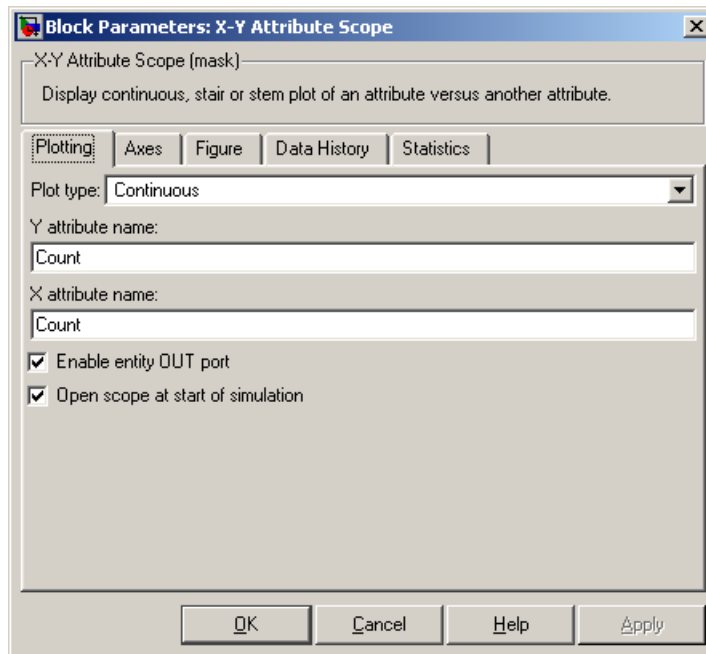 Block Parameters: X-Y Attribute Scope
X-Y Attribute Scope (mask)
Display continuous, stair or stem plot of an attribute versus another attribute.
Plotting Axes Figure Data History Statistics
Plot type: Continuous
Y attribute name:
Count
X attribute name:
Count
Enable entity OUT port
Open scope at start of simulation
OK Cancel Help Apply